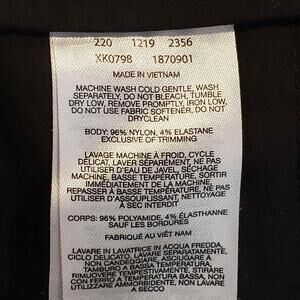 220 1219 2356
XK0798 1870901
MADE IN VIETNAM
MACHINE WASH COLD GENTLE, WASH
SEPARATELY, DO NOT BLEACH, TUMBLE
DRY LOW, REMOVE PROMPTLY, IRON LOW,
DO NOT USE FABRIC SOFTENER, DO NOT
DRYCLEAN
BODY: 96% NYLON, 4% ELASTANE
EXCLUSIVE OF TRIMMING
LAVAGE MACHINE À FROID, CYCLE
DÉLICAT, LAVER SÉPARÉMENT, NE PAS
UTILISER D'EAU DE JAVEL, SÉCHAGE
MACHINE, BASSE TEMPÉRATURE, SORTIR
IMMÉDIATEMENT DE LA MACHINE,
REPASSER À BASSE TEMPÉRATURE, NE PAS
UTILISER D'ASSOUPLISSANT, NETTOYAGE
À SEC INTERDIT
CORPS: 96% POLYAMIDE, 4% ÉLASTHANNE
SAUF LES BORDURES
FABRIQUÉ AU VIÊT NAM
LAVARE IN LAVATRICE IN ACQUA FREDDA,
CICLO DELICATO, LAVARE SEPARATAMENTE,
NON CANDEGGIARE, ASCIUGARE A
TAMBURO A BASSA TEMPERATURA,
RIMUOVERE TEMPESTIVAMENTE, STIRARE
A BASSA TEMPERATURA, NON
UTILIZZARE AMMORBIDENTE, NON LAVARE
A SECCO